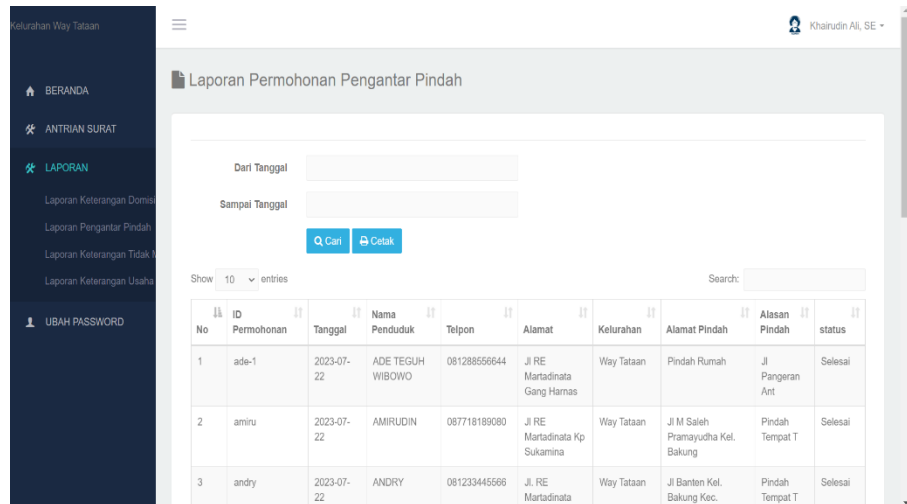 Kelurahan Way Tataan
Khairudin Ali, SE
BERANDA
ANTRIAN SURAT
LAPORAN
Laporan Keterangan Domisi
Laporan Pengantar Pindah
Laporan Keterangan Tidak M
Laporan Keterangan Usaha
UBAH PASSWORD
Laporan Permohonan Pengantar Pindah
Dari Tanggal
Sampai Tanggal
Cari Cetak
Show 10 entries Search:
No ID Permohonan Tanggal Nama Penduduk Telpon Alamat Kelurahan Alamat Pindah Alasan Pindah status
1 ade-1 2023-07-22 ADE TEGUH WIBOWO 081288556644 Jl RE Martadinata Gang Harnas Way Tataan Pindah Rumah Jl Pangeran Ant Selesai
2 amiru 2023-07-22 AMIRUDIN 087718189080 Jl RE Martadinata Kp Sukamina Way Tataan Jl M Saleh Pramayudha Kel. Bakung Pindah Tempat T Selesai
3 andry 2023-07-22 ANDRY 081233445566 Jl. RE Martadinata Way Tataan Jl Banten Kel. Bakung Kec. Pindah Tempat T Selesai